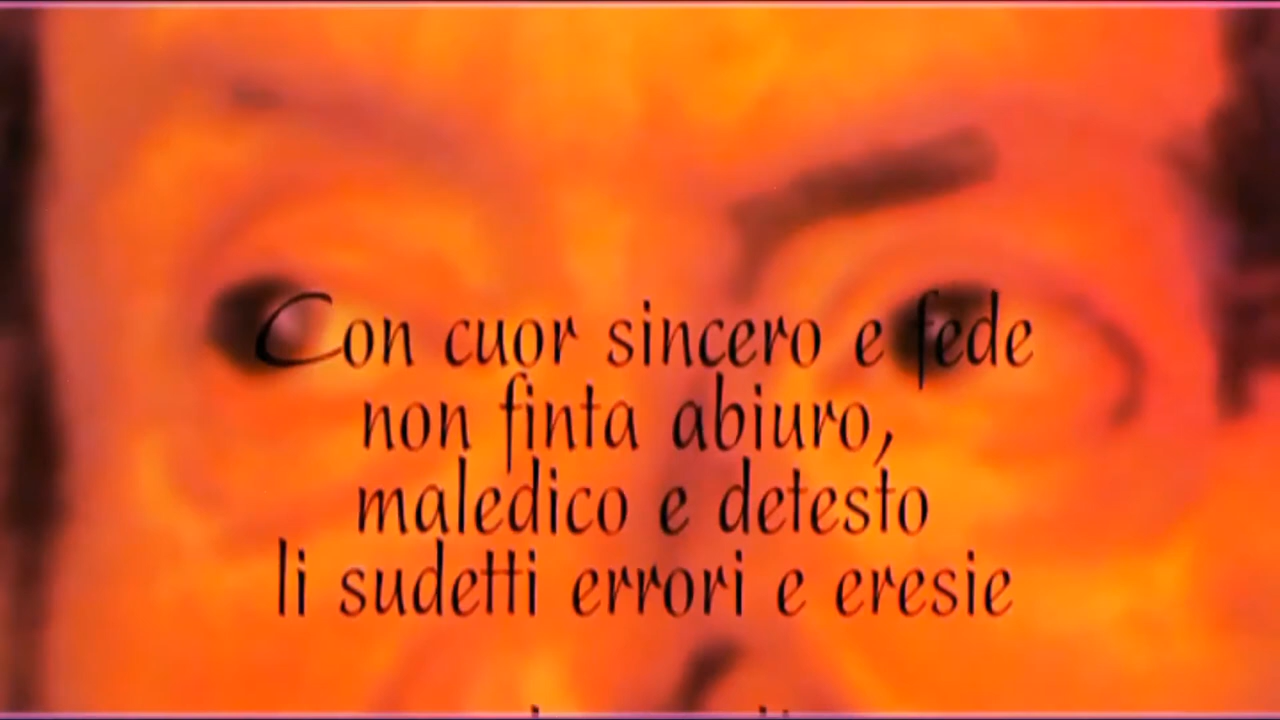 Con cuor sincero e fede
non finta abiuro,
maledico e detesto
li sudetti errori e eresie